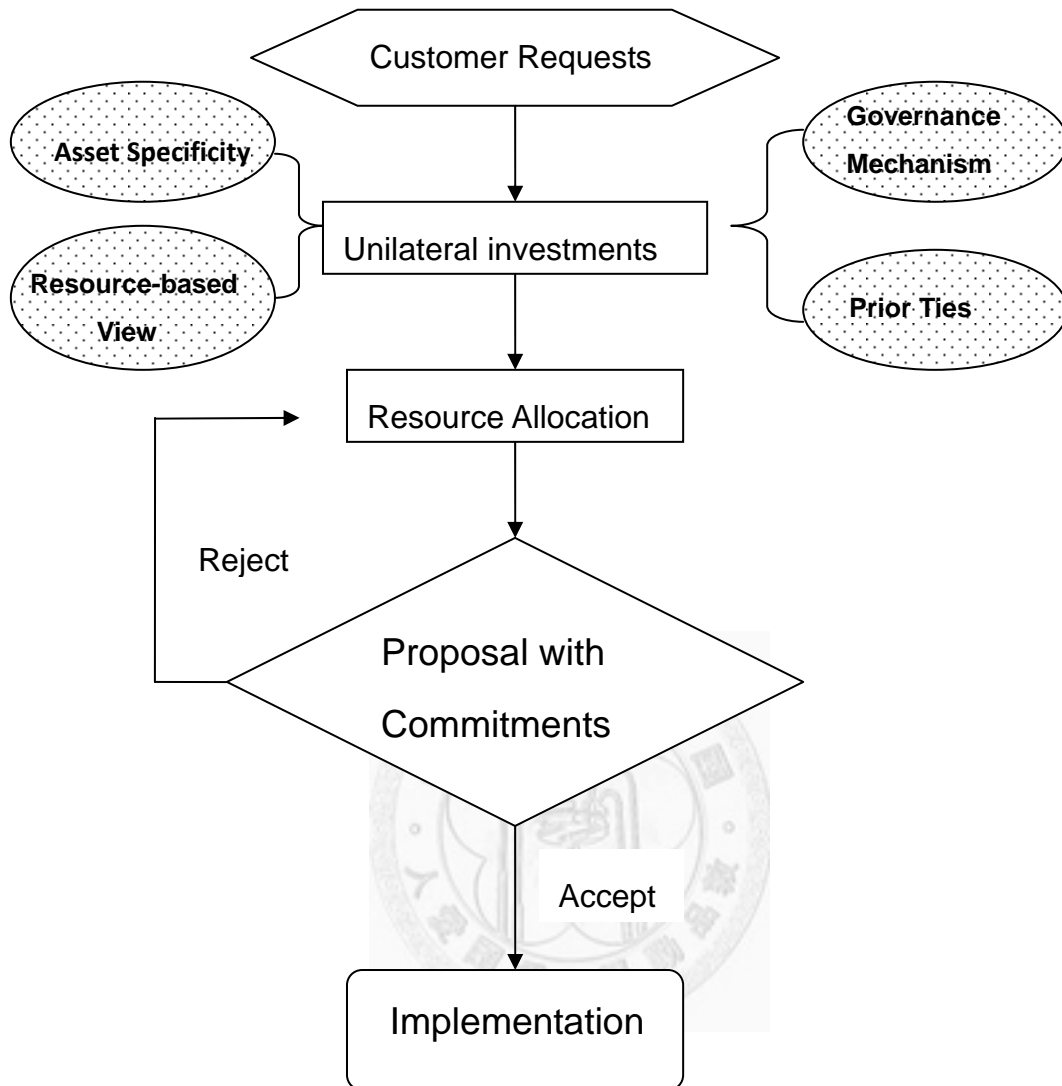 Customer Requests
Asset Specificity
Governance
Mechanism
Unilateral investments
Resource-based
View
Prior Ties
Resource Allocation
Reject
Proposal with
Commitments
Accept
Implementation